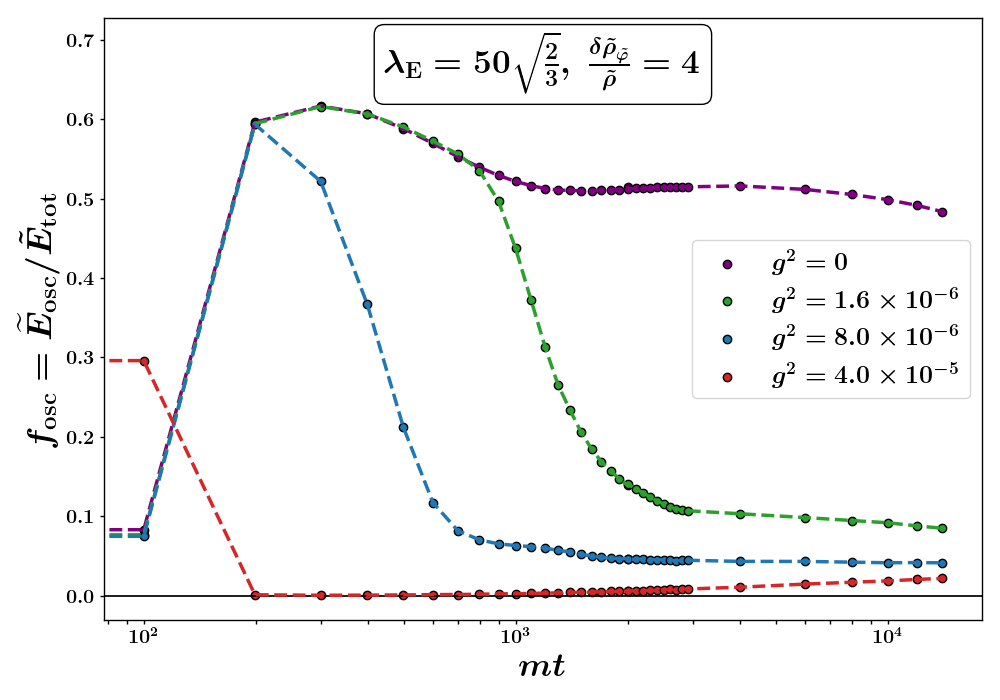 λ_E = 50√(2/3), δρ̃_φ̃/ρ̃ = 4
f_osc = Ẽ_osc/Ẽ_tot
0.7
0.6
0.5
0.4
0.3
0.2
0.1
0.0
g² = 0
g² = 1.6 × 10⁻⁶
g² = 8.0 × 10⁻⁶
g² = 4.0 × 10⁻⁵
10² 10³ 10⁴
mt